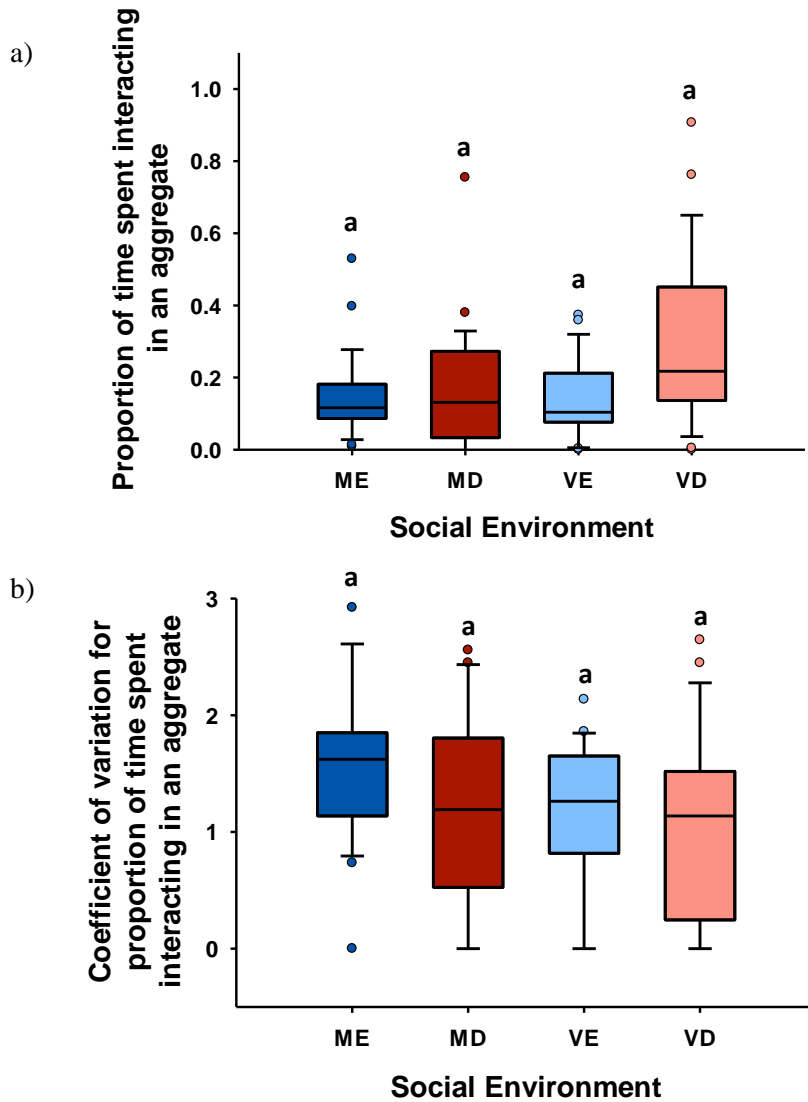 a)
Proportion of time spent interacting
in an aggregate
1.0
0.8
0.6
0.4
0.2
0.0
a
a
a
a
ME
MD
VE
VD
Social Environment
b)
Coefficient of variation for
proportion of time spent
interacting in an aggregate
3
2
1
0
a
a
a
a
ME
MD
VE
VD
Social Environment